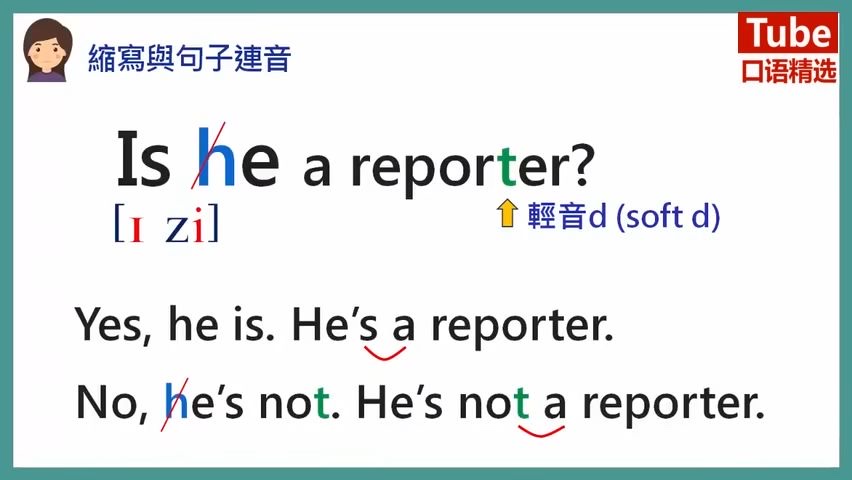 縮寫與句子連音
Tube
口语精选
Is he a reporter?
[ɪ zi]
輕音d (soft d)
Yes, he is. He’s a reporter.
No, he’s not. He’s not a reporter.